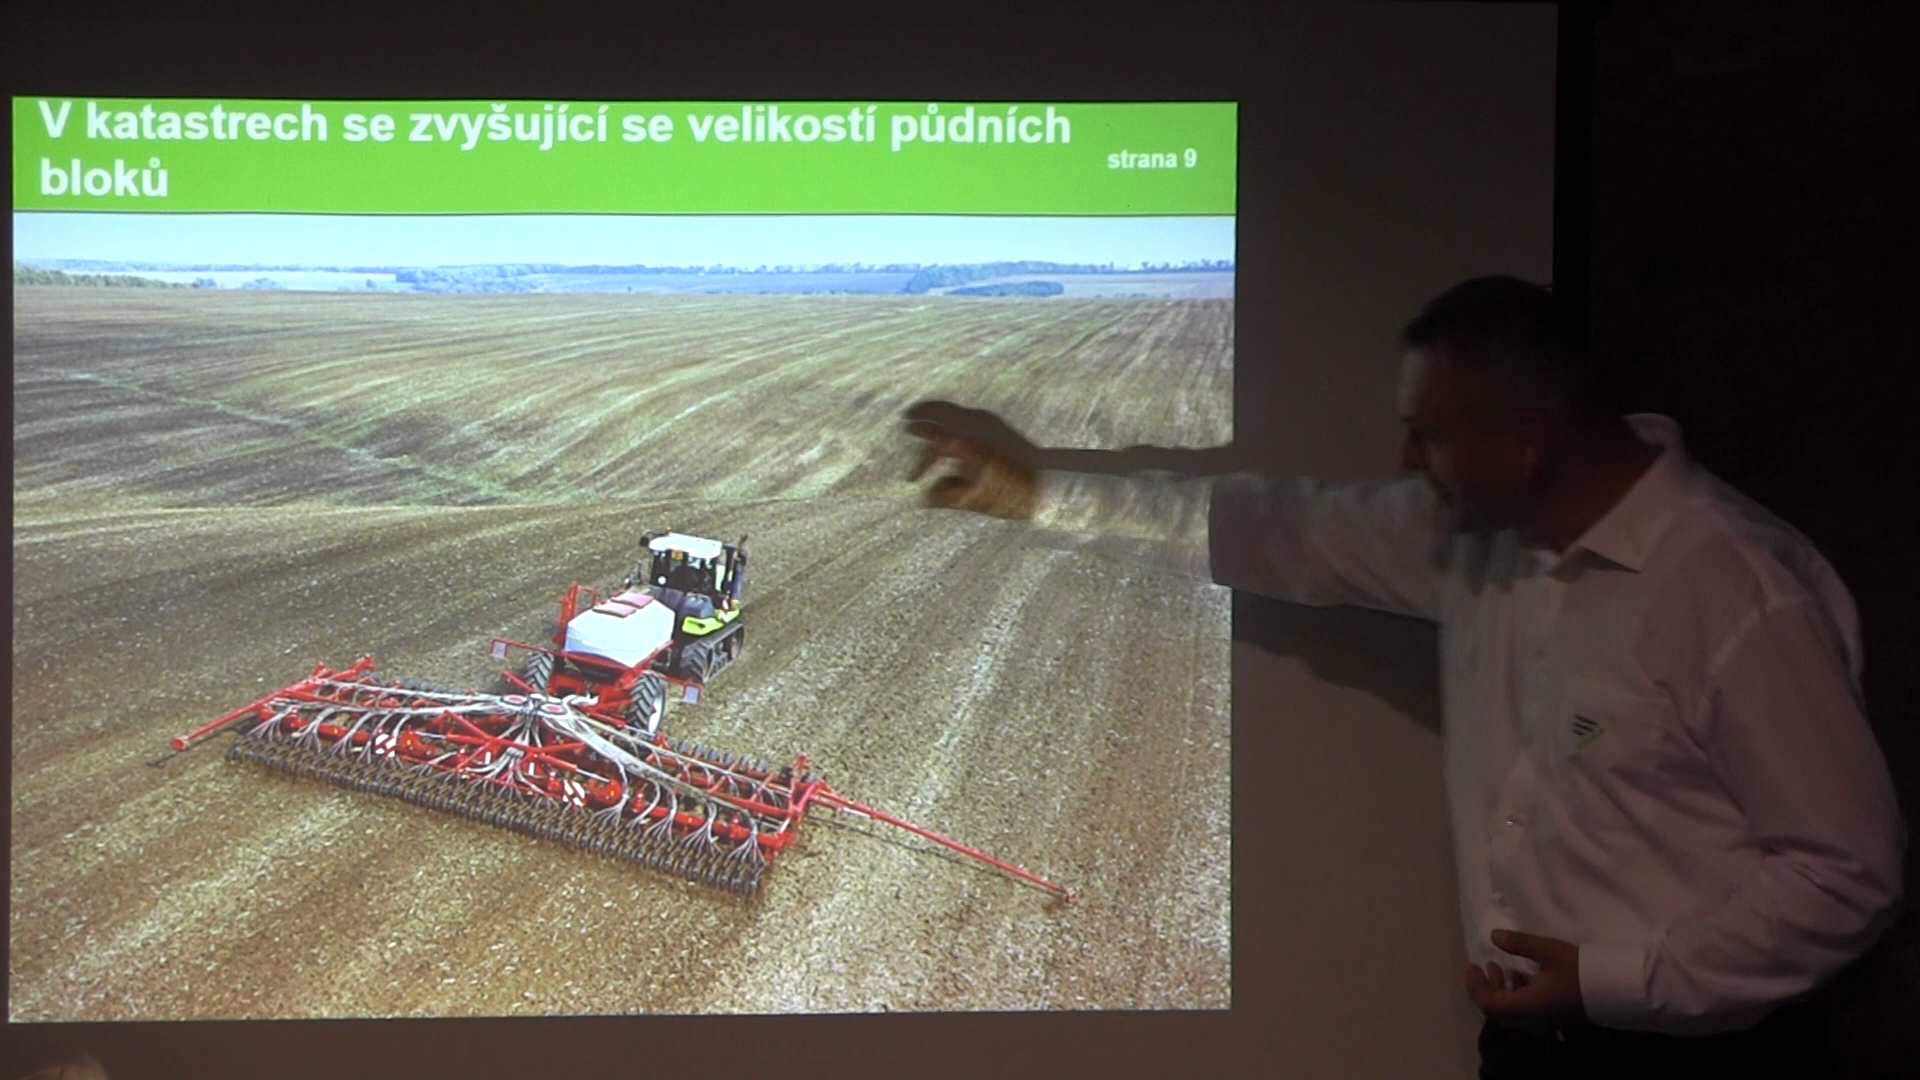 V katastrech se zvyšující se velikostí půdních
bloků
strana 9